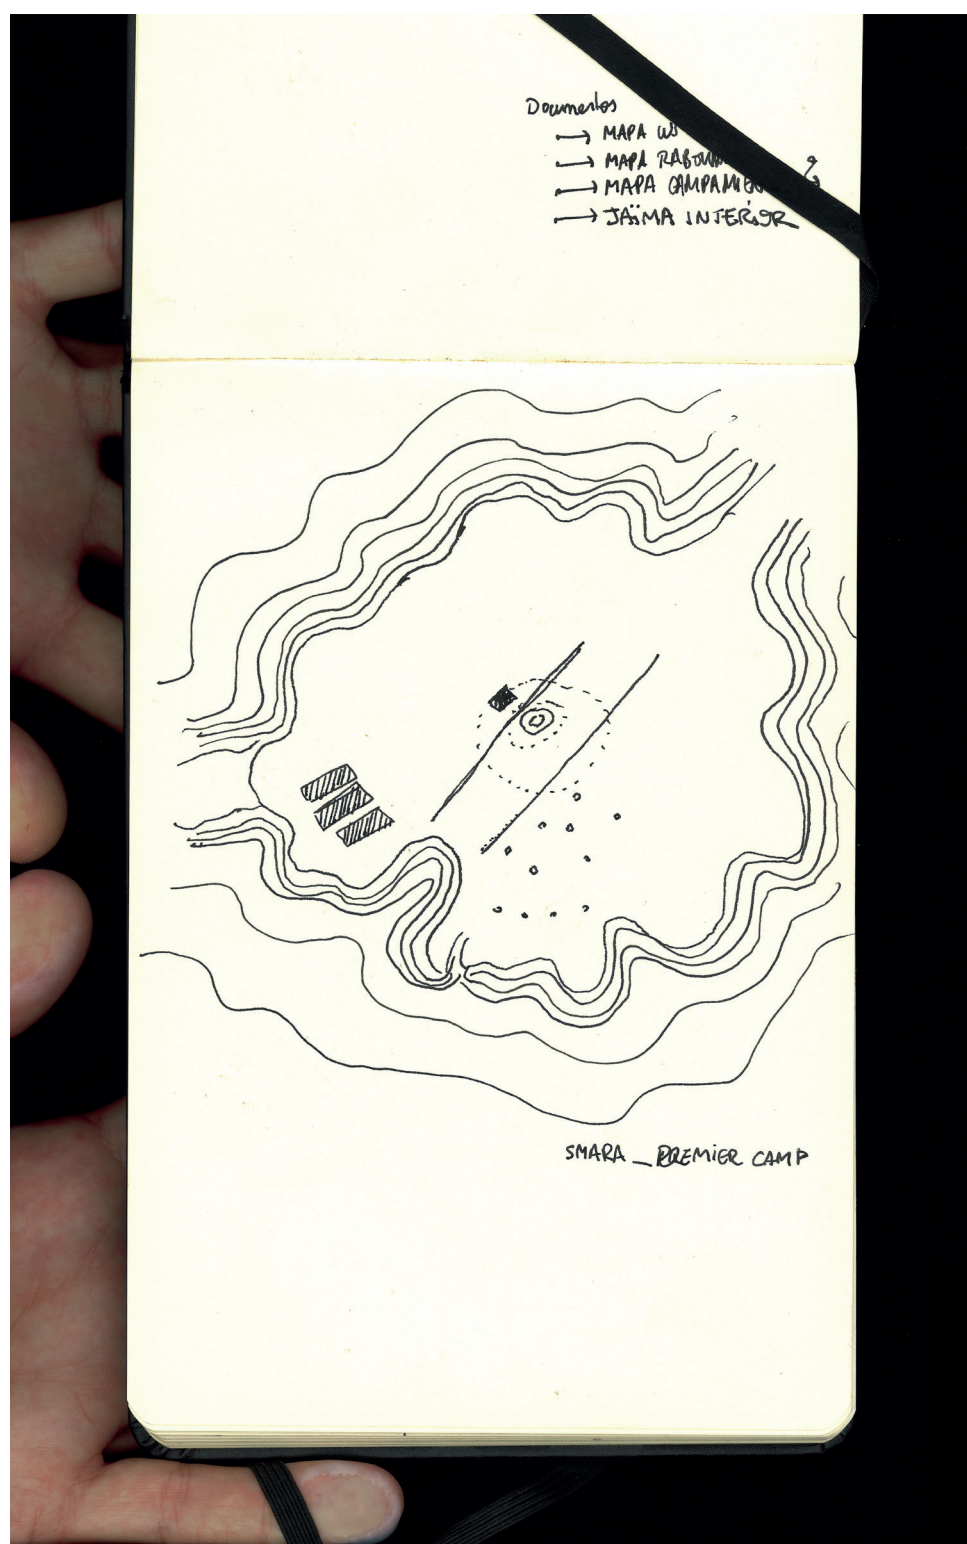 Documentos
→ MAPA
→ MAPA
→ MAPA
→ JAÏMA INTERIOR
SMARA _ PREMIER CAMP